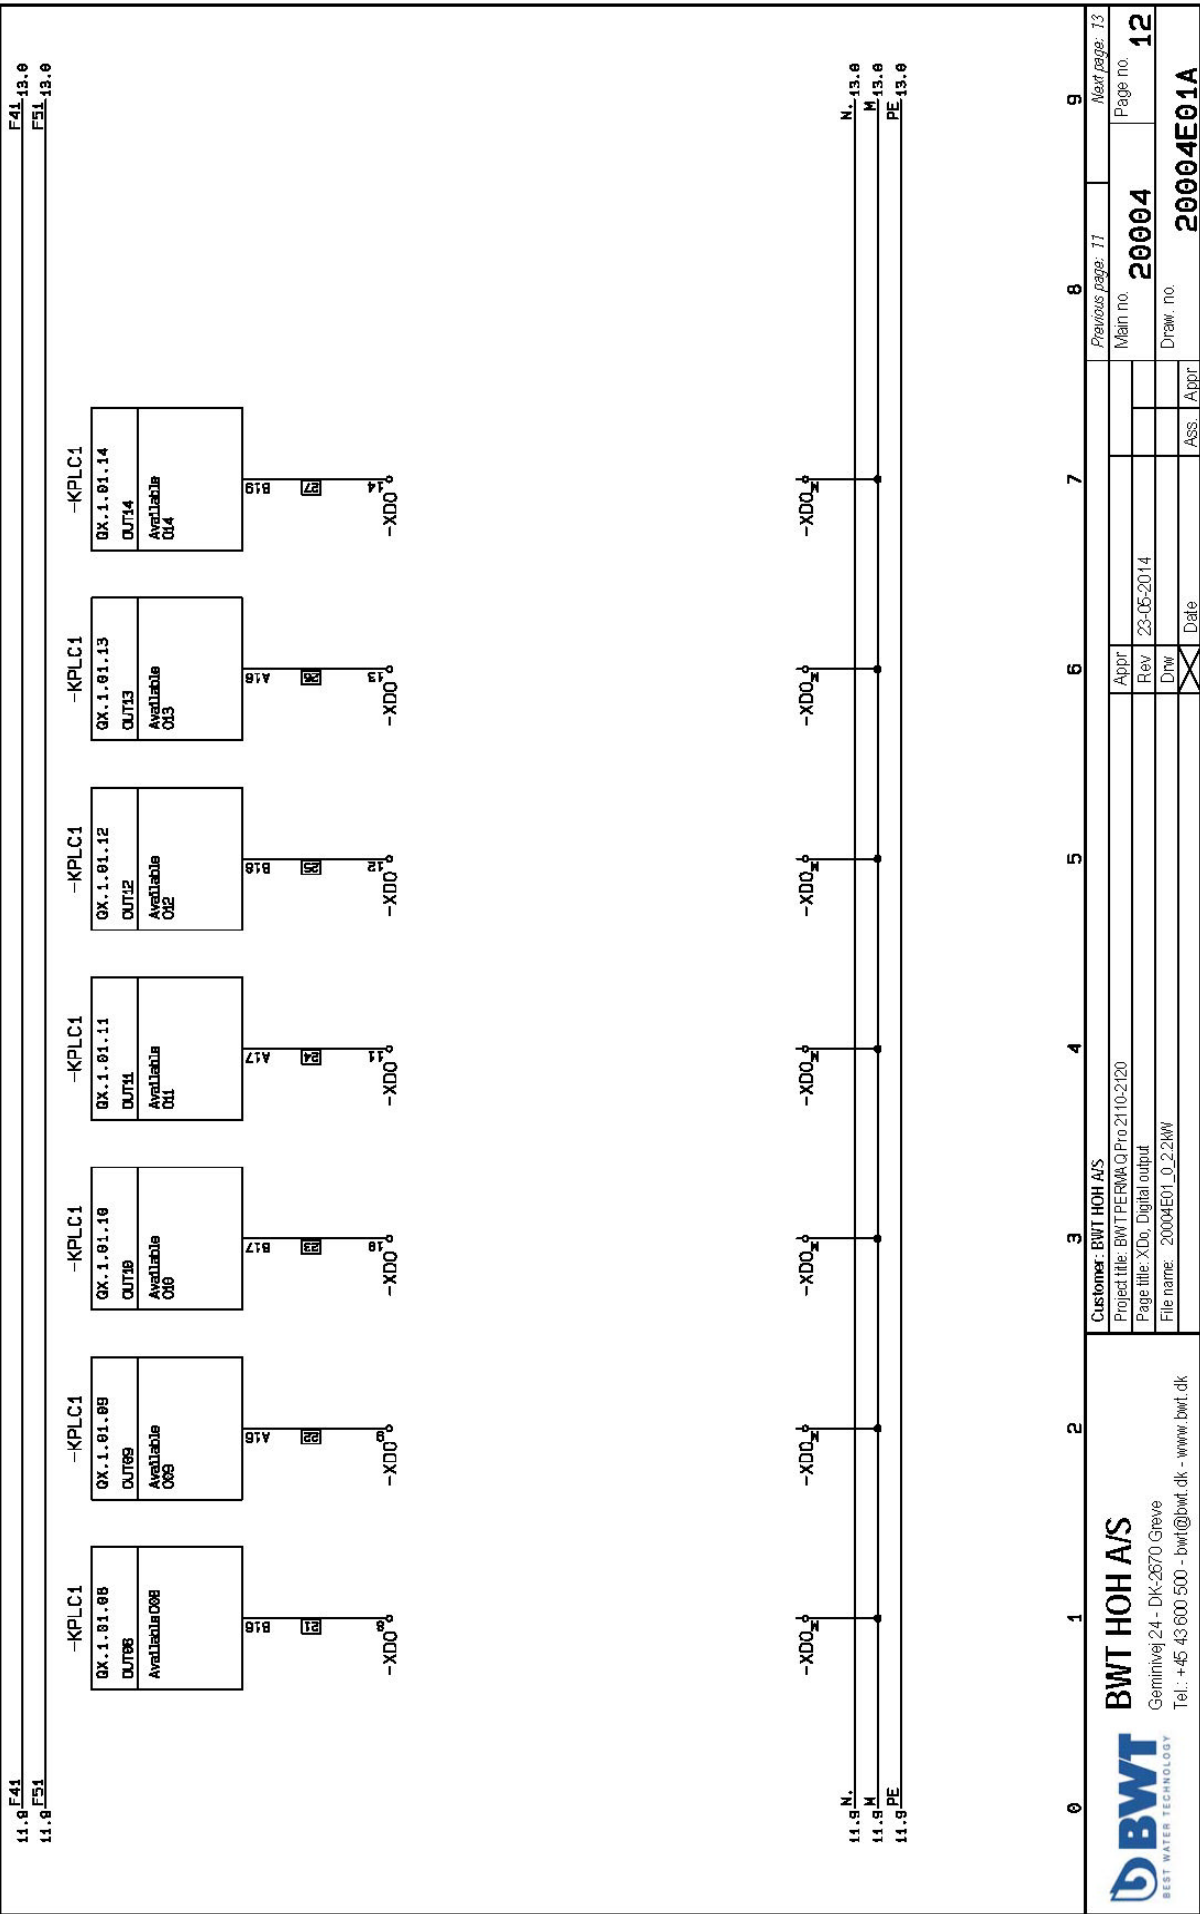 11.9 F41
F41 13.0
11.9 F51
F51 13.0
-KPLC1
QX.1.01.08
OUT08
Available O08
B16
21
8
-XDO
-KPLC1
QX.1.01.09
OUT09
Available
O09
A16
22
9
-XDO
-KPLC1
QX.1.01.10
OUT10
Available
O10
B17
23
10
-XDO
-KPLC1
QX.1.01.11
OUT11
Available
O11
A17
24
11
-XDO
-KPLC1
QX.1.01.12
OUT12
Available
O12
B18
25
12
-XDO
-KPLC1
QX.1.01.13
OUT13
Available
O13
A18
26
13
-XDO
-KPLC1
QX.1.01.14
OUT14
Available
O14
B19
27
14
-XDO
-XDO M
-XDO M
-XDO M
-XDO M
-XDO M
-XDO M
-XDO M
11.9 N.
N. 13.0
11.9 M
M 13.0
11.9 PE
PE 13.0
0 1 2 3 4 5 6 7 8 9
BWT
BEST WATER TECHNOLOGY
BWT HOH A/S
Geminivej 24 - DK-2670 Greve
Tel.: +45 43 600 500 - bwt@bwt.dk - www.bwt.dk
Customer: BWT HOH A/S
Project title: BWT PERMAQ Pro 2110-2120
Page title: XDo, Digital output
File name: 20004E01_0_2.2kW
Appr
Rev 23-05-2014
Drw
Date Ass. Appr
Previous page: 11
Next page: 13
Main no. 20004
Page no. 12
Draw. no.
20004E01A